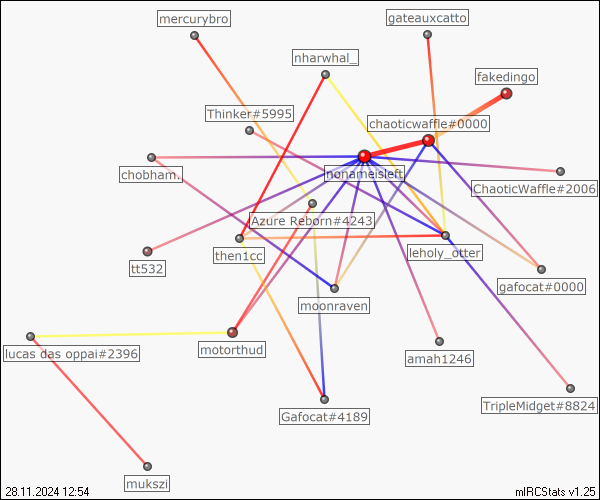 mercurybro
gateauxcatto
nharwhal_
fakedingo
Thinker#5995
chaoticwaffle#0000
chobham.
nonameisleft
ChaoticWaffle#2006
Azure Reborn#4243
then1cc
leholy_otter
tt532
gafocat#0000
moonraven
lucas das oppai#2396
motorthud
amah1246
TripleMidget#8824
Gafocat#4189
mukszi
28.11.2024 12:54
mIRCStats v1.25